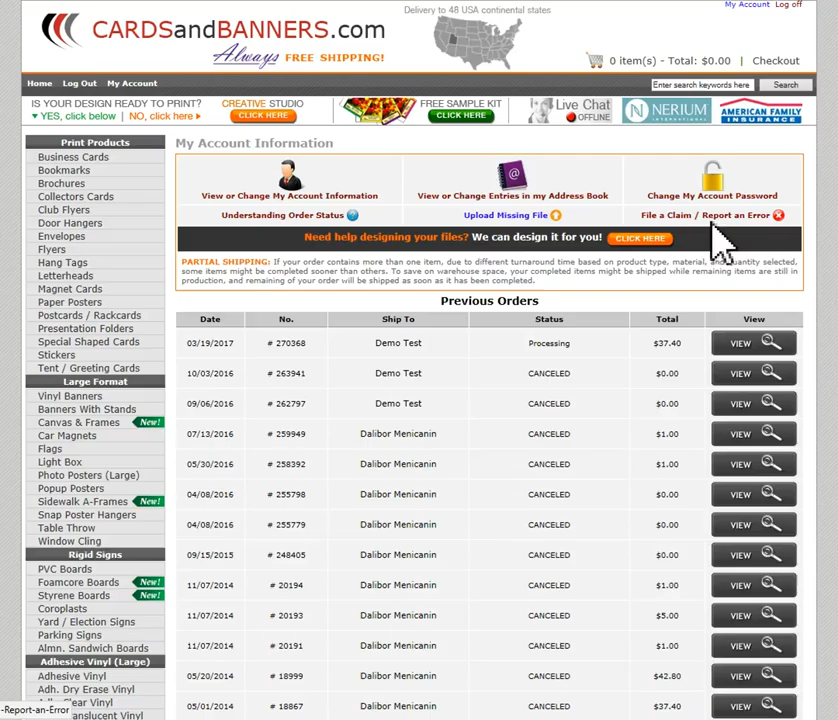 My Account Log off
Delivery to 48 USA continental states
CARDSandBANNERS.com
Always FREE SHIPPING!
0 item(s) - Total: $0.00 | Checkout
Home Log Out My Account
Enter search keywords here Search
IS YOUR DESIGN READY TO PRINT?
YES, click below NO, click here
CREATIVE STUDIO
CLICK HERE
FREE SAMPLE KIT
CLICK HERE
Live Chat
OFFLINE
N NERIUM
INTERNATIONAL
AMERICAN FAMILY
INSURANCE
Print Products
Business Cards
Bookmarks
Brochures
Collectors Cards
Club Flyers
Door Hangers
Envelopes
Flyers
Hang Tags
Letterheads
Magnet Cards
Paper Posters
Postcards / Rackcards
Presentation Folders
Special Shaped Cards
Stickers
Tent / Greeting Cards
Large Format
Vinyl Banners
Banners With Stands
Canvas & Frames New!
Car Magnets
Flags
Light Box
Photo Posters (Large)
Popup Posters
Sidewalk A-Frames New!
Snap Poster Hangers
Table Throw
Window Cling
Rigid Signs
PVC Boards
Foamcore Boards New!
Styrene Boards New!
Coroplasts
Yard / Election Signs
Parking Signs
Almn. Sandwich Boards
Adhesive Vinyl (Large)
Adhesive Vinyl
Adh. Dry Erase Vinyl
Clear Vinyl
Vinyl
-Report-an-Error
My Account Information
View or Change My Account Information
View or Change Entries in my Address Book
Change My Account Password
Understanding Order Status ?
Upload Missing File
File a Claim / Report an Error
Need help designing your files? We can design it for you! CLICK HERE
PARTIAL SHIPPING: If your order contains more than one item, due to different turnaround time based on product type, material, and quantity selected,
some items might be completed sooner than others. To save on warehouse space, your completed items might be shipped while remaining items are still in
production, and remaining of your order will be shipped as soon as it has been completed.
Previous Orders
Date No. Ship To Status Total View
03/19/2017 # 270368 Demo Test Processing $37.40 VIEW
10/03/2016 # 263941 Demo Test CANCELED $0.00 VIEW
09/06/2016 # 262797 Demo Test CANCELED $0.00 VIEW
07/13/2016 # 259949 Dalibor Menicanin CANCELED $1.00 VIEW
05/30/2016 # 258392 Dalibor Menicanin CANCELED $1.00 VIEW
04/08/2016 # 255798 Dalibor Menicanin CANCELED $0.00 VIEW
04/08/2016 # 255779 Dalibor Menicanin CANCELED $0.00 VIEW
09/15/2015 # 248405 Dalibor Menicanin CANCELED $0.00 VIEW
11/07/2014 # 20194 Dalibor Menicanin CANCELED $1.00 VIEW
11/07/2014 # 20193 Dalibor Menicanin CANCELED $5.00 VIEW
11/07/2014 # 20191 Dalibor Menicanin CANCELED $1.00 VIEW
05/20/2014 # 18999 Dalibor Menicanin CANCELED $42.80 VIEW
05/01/2014 # 18867 Dalibor Menicanin CANCELED $37.40 VIEW